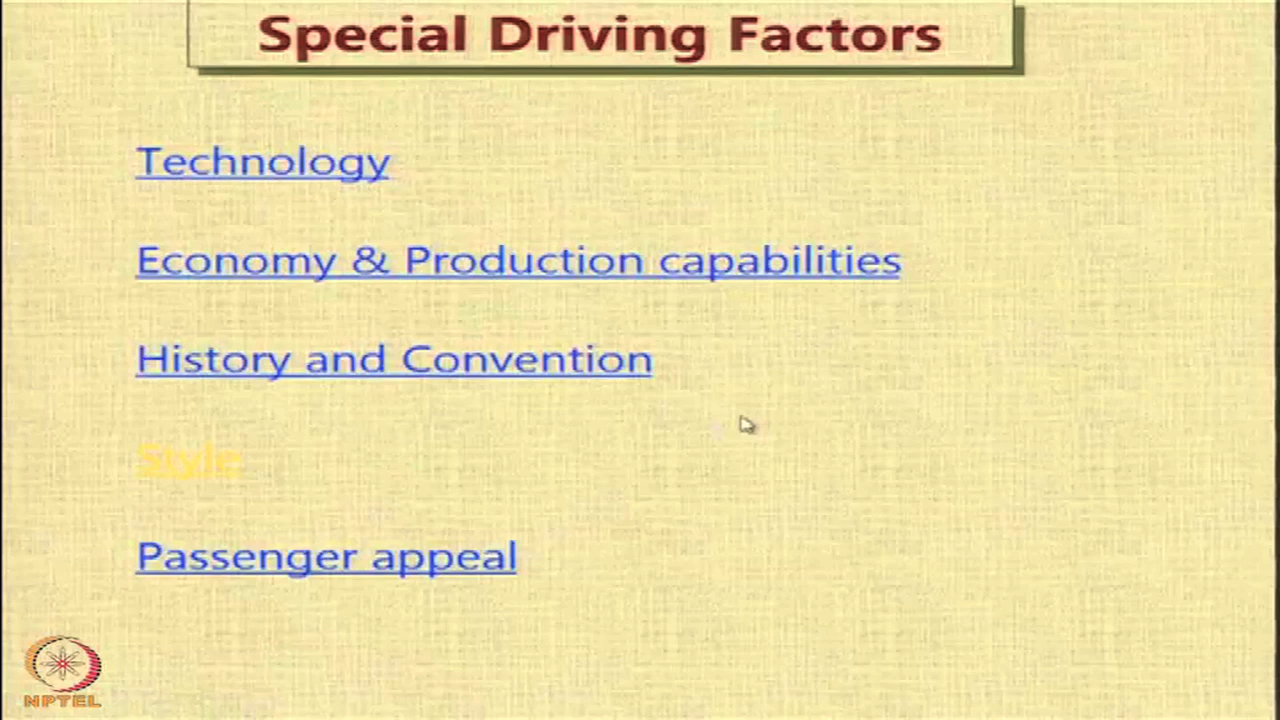 Special Driving Factors
Technology
Economy & Production capabilities
History and Convention
Style
Passenger appeal
NPTEL